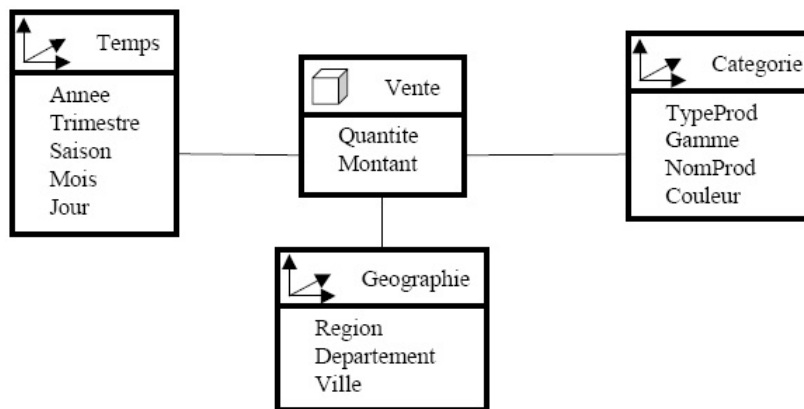 Temps
Annee
Trimestre
Saison
Mois
Jour
Vente
Quantite
Montant
Categorie
TypeProd
Gamme
NomProd
Couleur
Geographie
Region
Departement
Ville